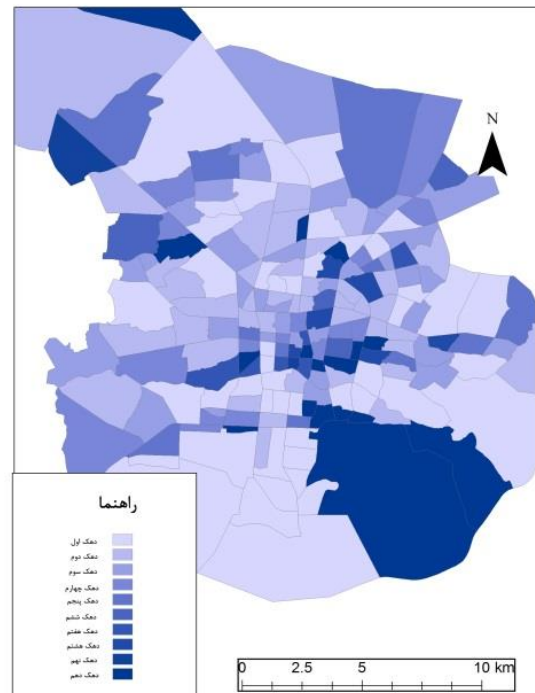 N
راهنما
دهک اول
دهک دوم
دهک سوم
دهک چهارم
دهک پنجم
دهک ششم
دهک هفتم
دهک هشتم
دهک نهم
دهک دهم
0 2.5 5 10 km